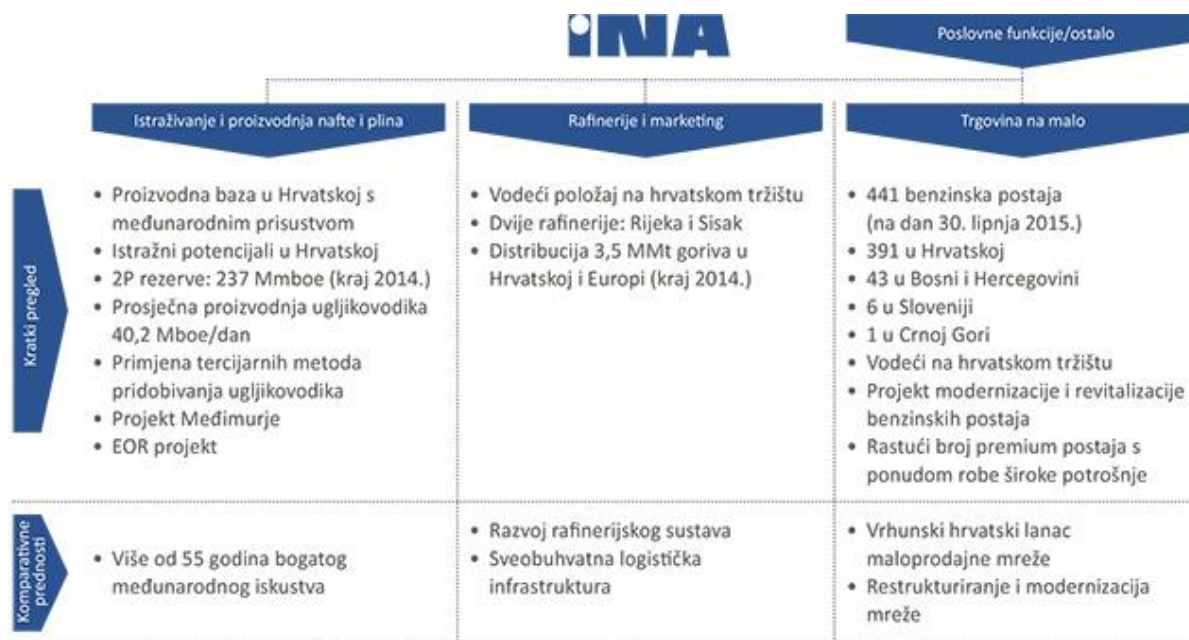 INA
Poslovne funkcije/ostalo
Istraživanje i proizvodnja nafte i plina
Rafinerije i marketing
Trgovina na malo
Kratki pregled
• Proizvodna baza u Hrvatskoj s
međunarodnim prisustvom
• Istražni potencijali u Hrvatskoj
• 2P rezerve: 237 Mmboe (kraj 2014.)
• Prosječna proizvodnja ugljikovodika
40,2 Mboe/dan
• Primjena tercijarnih metoda
pridobivanja ugljikovodika
• Projekt Međimurje
• EOR projekt
• Vodeći položaj na hrvatskom tržištu
• Dvije rafinerije: Rijeka i Sisak
• Distribucija 3,5 MMt goriva u
Hrvatskoj i Europi (kraj 2014.)
• 441 benzinska postaja
(na dan 30. lipnja 2015.)
• 391 u Hrvatskoj
• 43 u Bosni i Hercegovini
• 6 u Sloveniji
• 1 u Crnoj Gori
• Vodeći na hrvatskom tržištu
• Projekt modernizacije i revitalizacije
benzinskih postaja
• Rastući broj premium postaja s
ponudom robe široke potrošnje
Komparativne
prednosti
• Više od 55 godina bogatog
međunarodnog iskustva
• Razvoj rafinerijskog sustava
• Sveobuhvatna logistička
infrastruktura
• Vrhunski hrvatski lanac
maloprodajne mreže
• Restrukturiranje i modernizacija
mreže